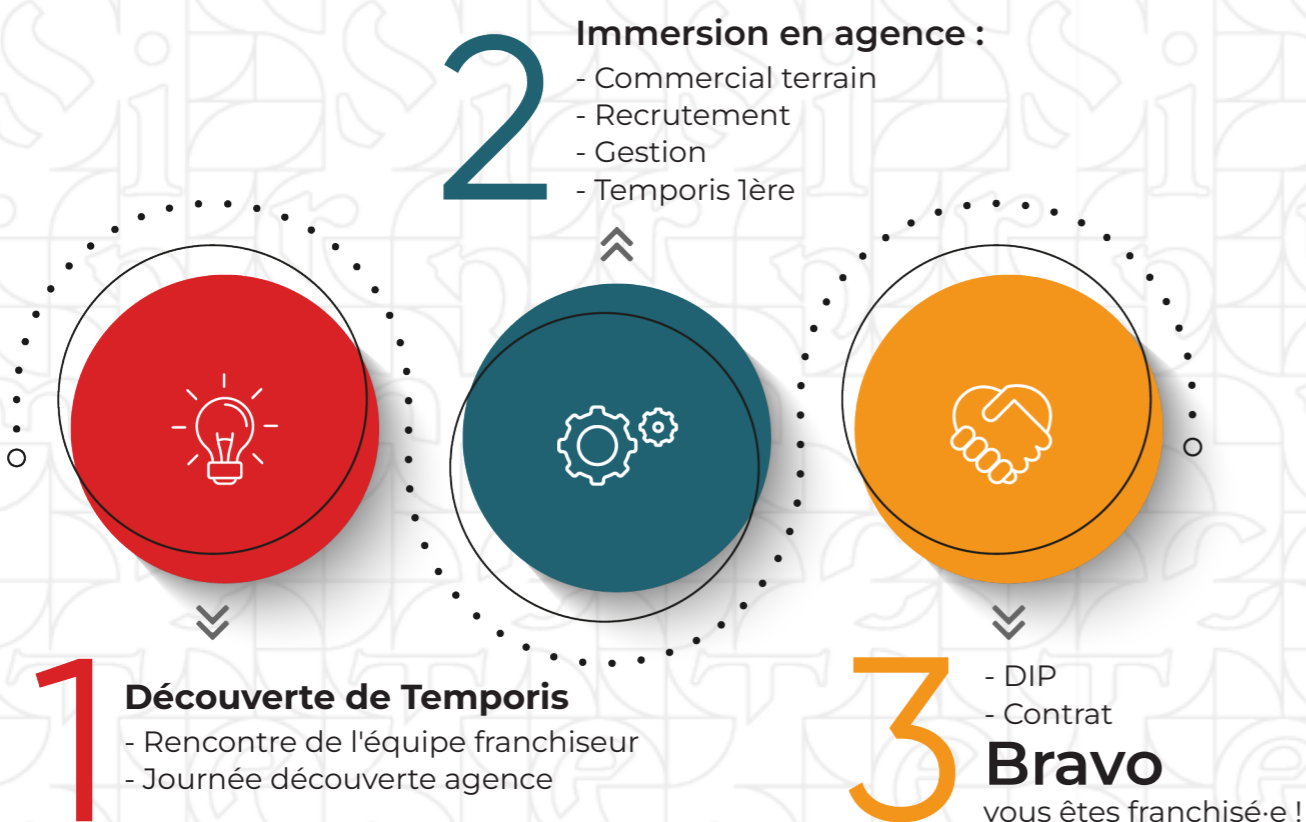 1
Découverte de Temporis
- Rencontre de l'équipe franchiseur
- Journée découverte agence
2
Immersion en agence :
- Commercial terrain
- Recrutement
- Gestion
- Temporis 1ère
3
- DIP
- Contrat
Bravo
vous êtes franchisé·e !